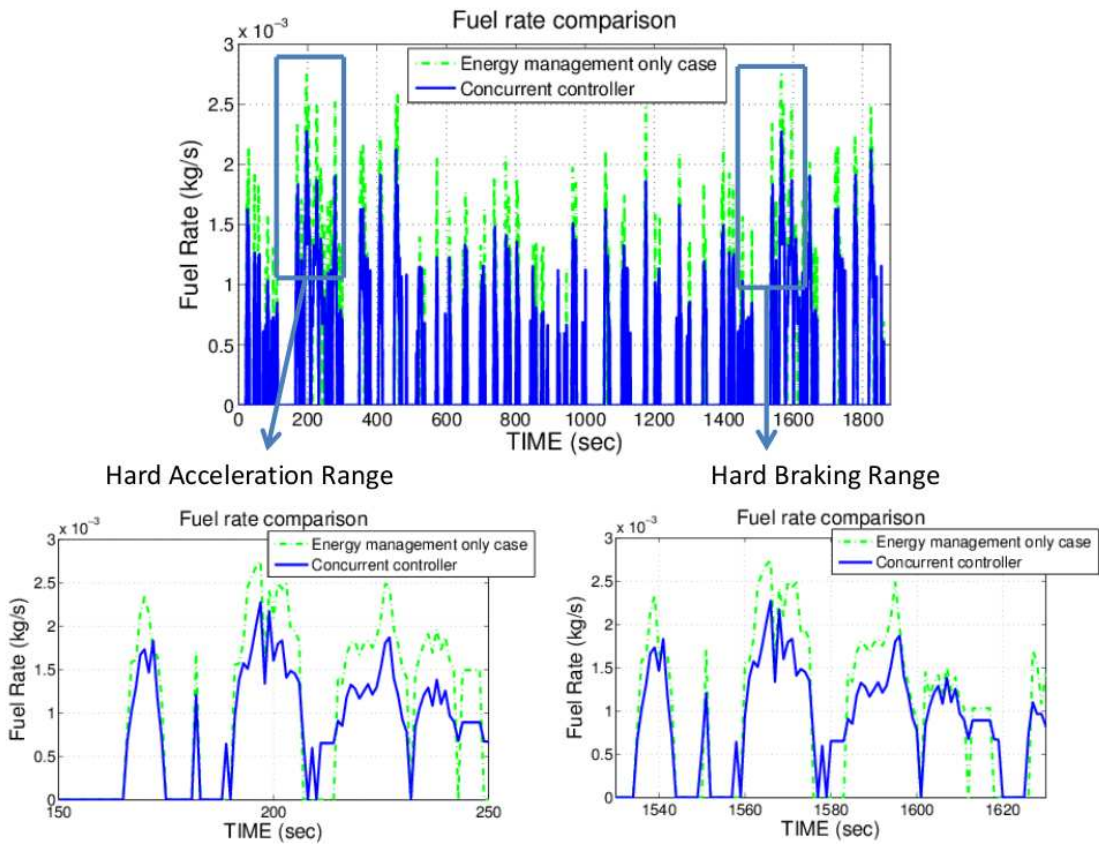 Fuel rate comparison
x 10⁻³
3
2.5
2
1.5
1
0.5
0
Fuel Rate (kg/s)
Energy management only case
Concurrent controller
0 200 400 600 800 1000 1200 1400 1600 1800
TIME (sec)
Hard Acceleration Range
Hard Braking Range
Fuel rate comparison
x 10⁻³
3
2.5
2
1.5
1
0.5
0
Fuel Rate (kg/s)
Energy management only case
Concurrent controller
150 200 250
TIME (sec)
Fuel rate comparison
x 10⁻³
3
2.5
2
1.5
1
0.5
0
Fuel Rate (kg/s)
Energy management only case
Concurrent controller
1540 1560 1580 1600 1620
TIME (sec)